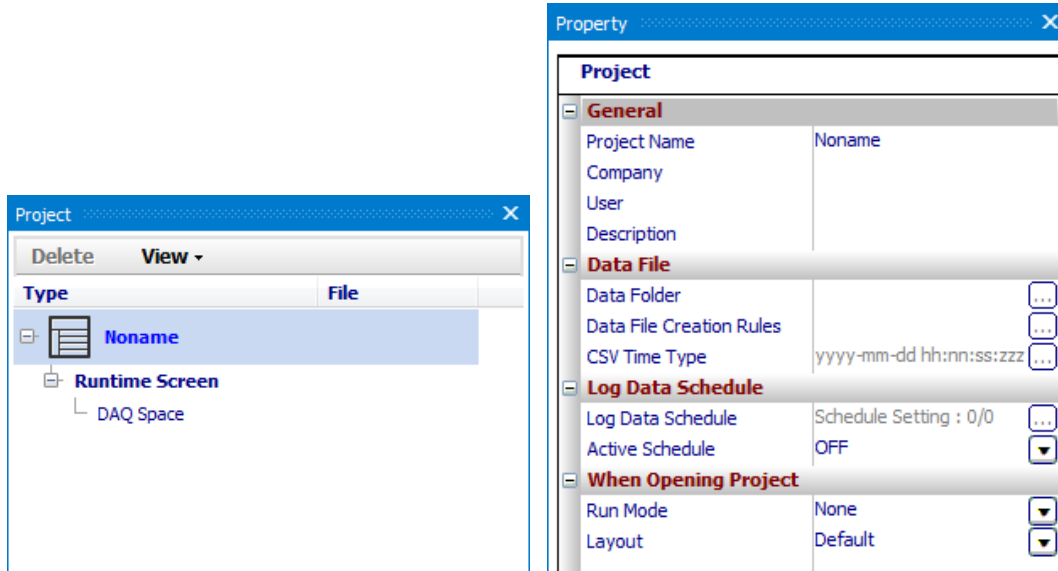 Project
Delete View
Type File
Noname
Runtime Screen
DAQ Space
Property
Project
General
Project Name Noname
Company
User
Description
Data File
Data Folder ...
Data File Creation Rules ...
CSV Time Type yyyy-mm-dd hh:nn:ss:zzz ...
Log Data Schedule
Log Data Schedule Schedule Setting : 0/0 ...
Active Schedule OFF
When Opening Project
Run Mode None
Layout Default